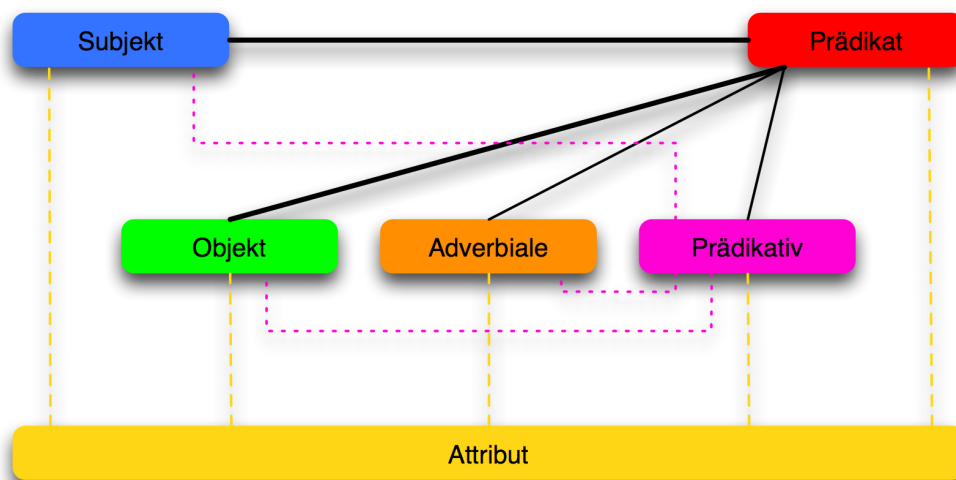 Subjekt
Prädikat
Objekt
Adverbiale
Prädikativ
Attribut